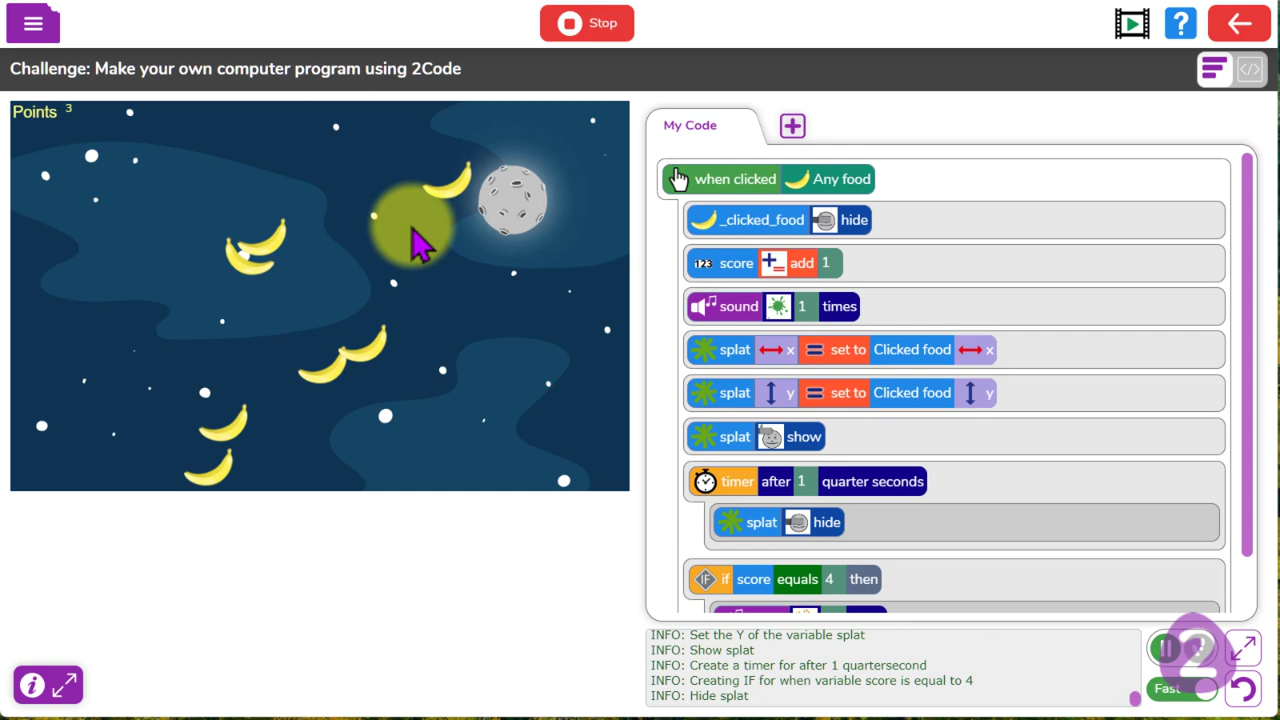 Stop
Challenge: Make your own computer program using 2Code
Points 3
My Code
when clicked Any food
_clicked_food hide
123 score add 1
sound 1 times
splat x set to Clicked food x
splat y set to Clicked food y
splat show
timer after 1 quarter seconds
splat hide
IF if score equals 4 then
INFO: Set the Y of the variable splat
INFO: Show splat
INFO: Create a timer for after 1 quartersecond
INFO: Creating IF for when variable score is equal to 4
INFO: Hide splat
2
Fast